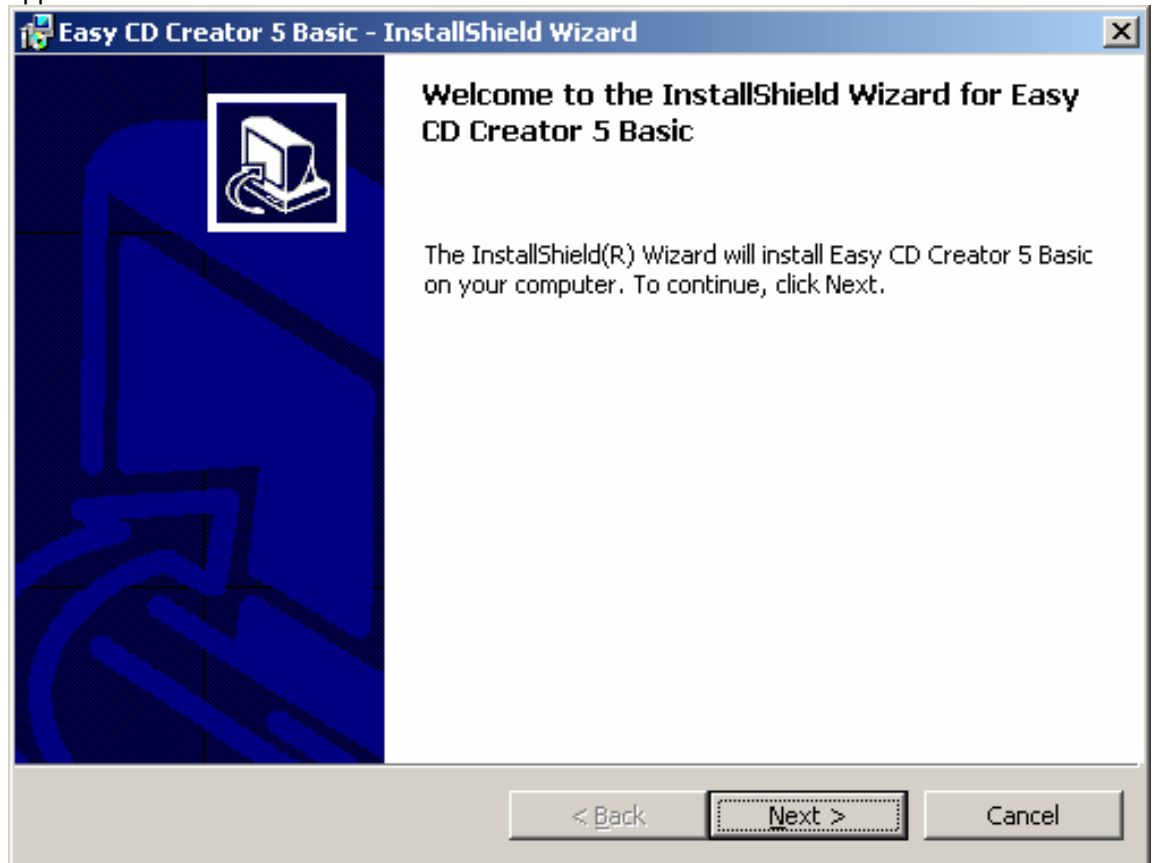 Easy CD Creator 5 Basic - InstallShield Wizard
Welcome to the InstallShield Wizard for Easy
CD Creator 5 Basic
The InstallShield(R) Wizard will install Easy CD Creator 5 Basic
on your computer. To continue, click Next.
< Back
Next >
Cancel